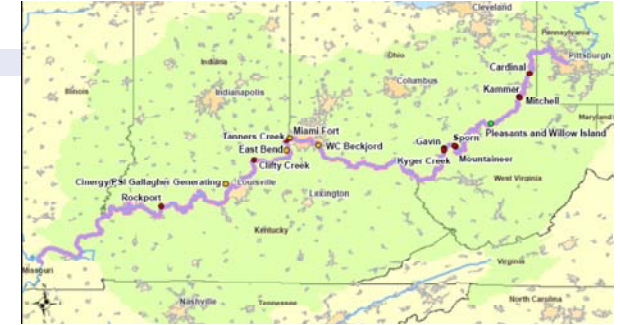 Cleveland
Pennsylvania
Pittsburgh
Cardinal
Ohio
Indiana
Illinois
Columbus
Kammer
Mitchell
Indianapolis
Maryland
Tanners Creek
Miami Fort
Pleasants and Willow Island
East Bend
WC Beckjord
Gavin
Sporn
Clifty Creek
Kyger Creek
Mountaineer
Cinergy/PSI Gallagher Generating
Louisville
West Virginia
Rockport
Lexington
Kentucky
Missouri
Virginia
Nashville
Tennessee
North Carolina